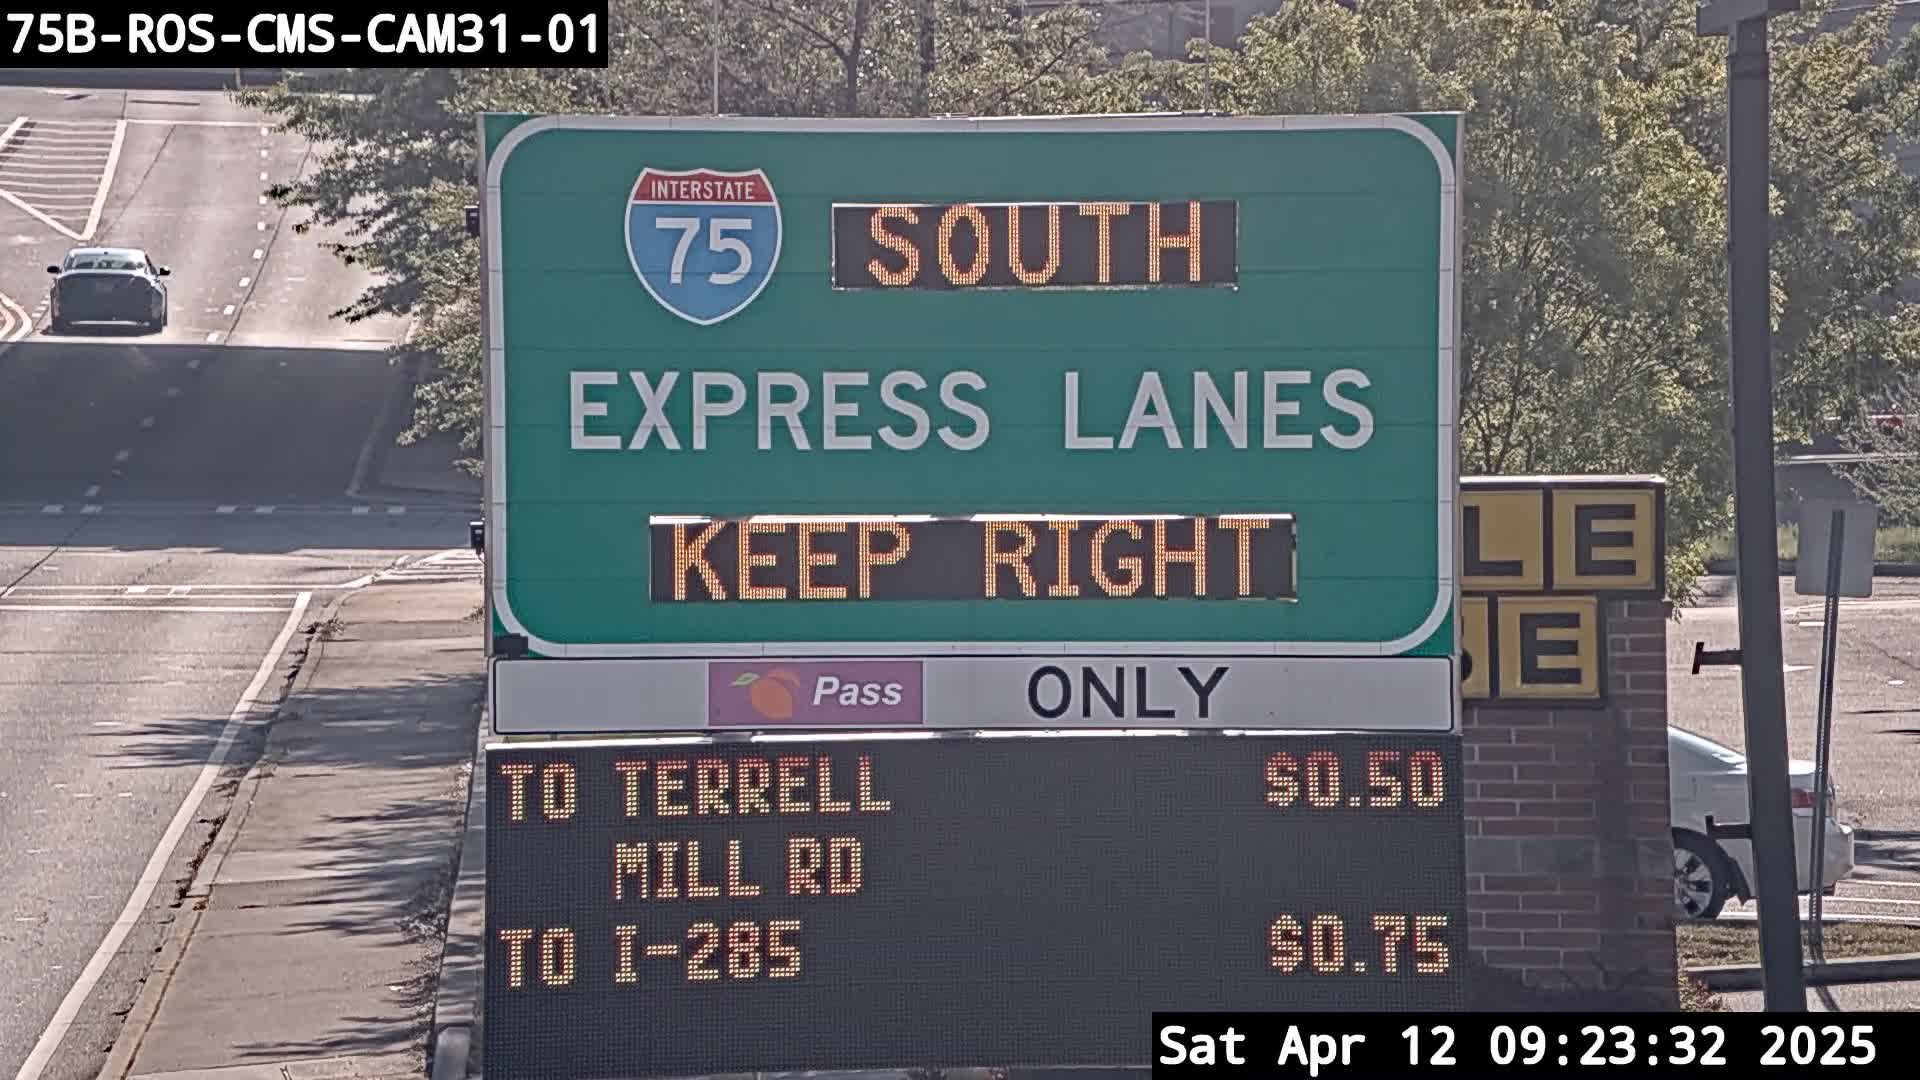 75B-ROS-CMS-CAM31-01
INTERSTATE
75
SOUTH
EXPRESS LANES
KEEP RIGHT
LE
E
Pass ONLY
TO TERRELL $0.50
MILL RD
TO I-285 $0.75
Sat Apr 12 09:23:32 2025